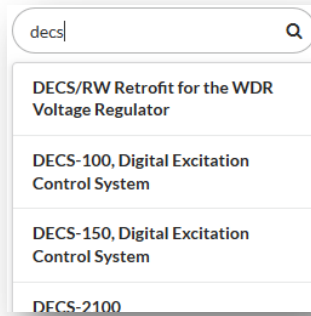 decs
DECS/RW Retrofit for the WDR
Voltage Regulator
DECS-100, Digital Excitation
Control System
DECS-150, Digital Excitation
Control System
DECS-2100